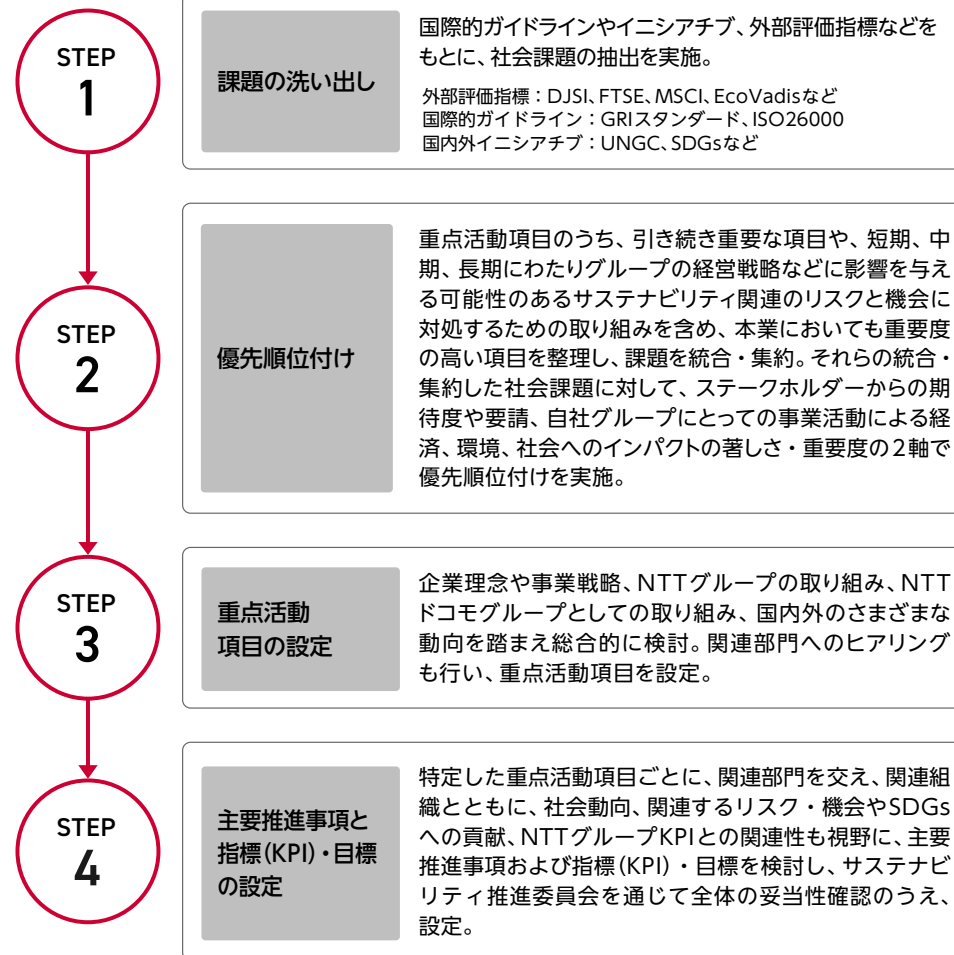 STEP
1
課題の洗い出し
国際的ガイドラインやイニシアチブ、外部評価指標などを
もとに、社会課題の抽出を実施。
外部評価指標：DJSI、FTSE、MSCI、EcoVadisなど
国際的ガイドライン：GRIスタンダード、ISO26000
国内外イニシアチブ：UNGC、SDGsなど
STEP
2
優先順位付け
重点活動項目のうち、引き続き重要な項目や、短期、中
期、長期にわたりグループの経営戦略などに影響を与え
る可能性のあるサステナビリティ関連のリスクと機会に
対処するための取り組みを含め、本業においても重要度
の高い項目を整理し、課題を統合・集約。それらの統合・
集約した社会課題に対して、ステークホルダーからの期
待度や要請、自社グループにとっての事業活動による経
済、環境、社会へのインパクトの著しさ・重要度の2軸で
優先順位付けを実施。
STEP
3
重点活動
項目の設定
企業理念や事業戦略、NTTグループの取り組み、NTT
ドコモグループとしての取り組み、国内外のさまざまな
動向を踏まえ総合的に検討。関連部門へのヒアリング
も行い、重点活動項目を設定。
STEP
4
主要推進事項と
指標（KPI）・目標
の設定
特定した重点活動項目ごとに、関連部門を交え、関連組
織とともに、社会動向、関連するリスク・機会やSDGs
への貢献、NTTグループKPIとの関連性も視野に、主要
推進事項および指標（KPI）・目標を検討し、サステナビ
リティ推進委員会を通じて全体の妥当性確認のうえ、
設定。